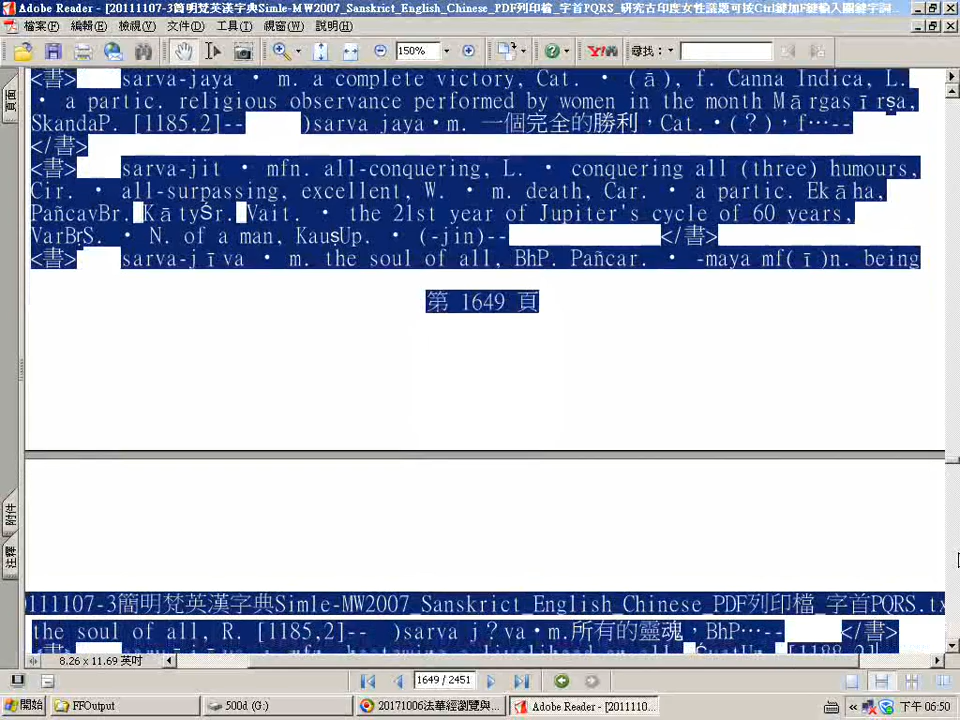 Adobe Reader - [20111107-3簡明梵英漢字典Simle-MW2007_Sanskrict_English_Chinese_PDF列印檔_字首PQRS_研究古印度女性議題可按Ctrl鍵加F鍵輸入關鍵字詞
檔案(F) 編輯(E) 檢視(V) 文件(D) 工具(T) 視窗(W) 說明(H)
150% 尋找：
頁面
<書> sarva-jaya • m. a complete victory, Cat. • (ā), f. Canna Indica, L.
• a partic. religious observance performed by women in the month Mārgasīrṣa,
SkandaP. [1185,2]-- )sarva jaya•m. 一個完全的勝利，Cat.•(？)，f…--
</書>
<書> sarva-jit • mfn. all-conquering, L. • conquering all (three) humours,
Cir. • all-surpassing, excellent, W. • m. death, Car. • a partic. Ekāha,
PañcavBr. KātyŚr. Vait. • the 21st year of Jupiter's cycle of 60 years,
VarBṛS. • N. of a man, KauṣUp. • (-jin)-- </書>
<書> sarva-jīva • m. the soul of all, BhP. Pañcar. • -maya mf(ī)n. being
第 1649 頁
附件
注釋
0111107-3簡明梵英漢字典Simle-MW2007_Sanskrict_English_Chinese_PDF列印檔_字首PQRS.tx
the soul of all, R. [1185,2]-- )sarva j？va•m.所有的靈魂，BhP…-- </書>
8.26 x 11.69 英吋
1649 / 2451
開始 FFOutput 500d (G:) 20171006法華經瀏覽與... Adobe Reader - [2011110... 下午 06:50